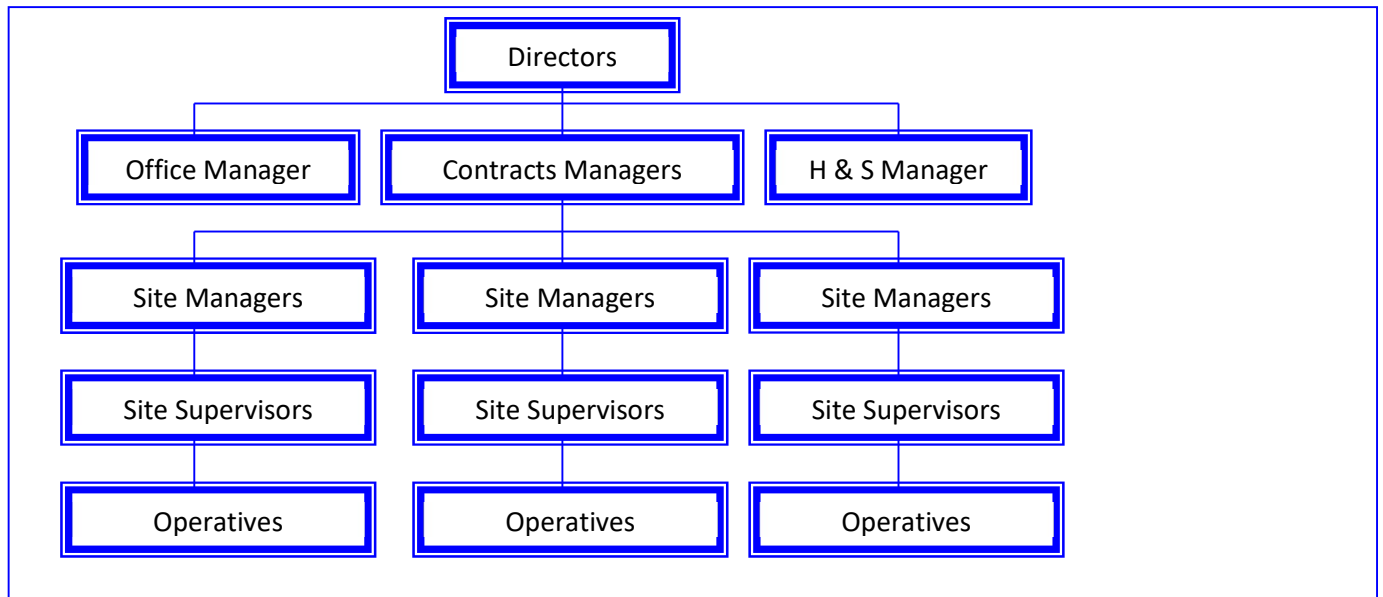 Directors
Office Manager
Contracts Managers
H & S Manager
Site Managers
Site Managers
Site Managers
Site Supervisors
Site Supervisors
Site Supervisors
Operatives
Operatives
Operatives